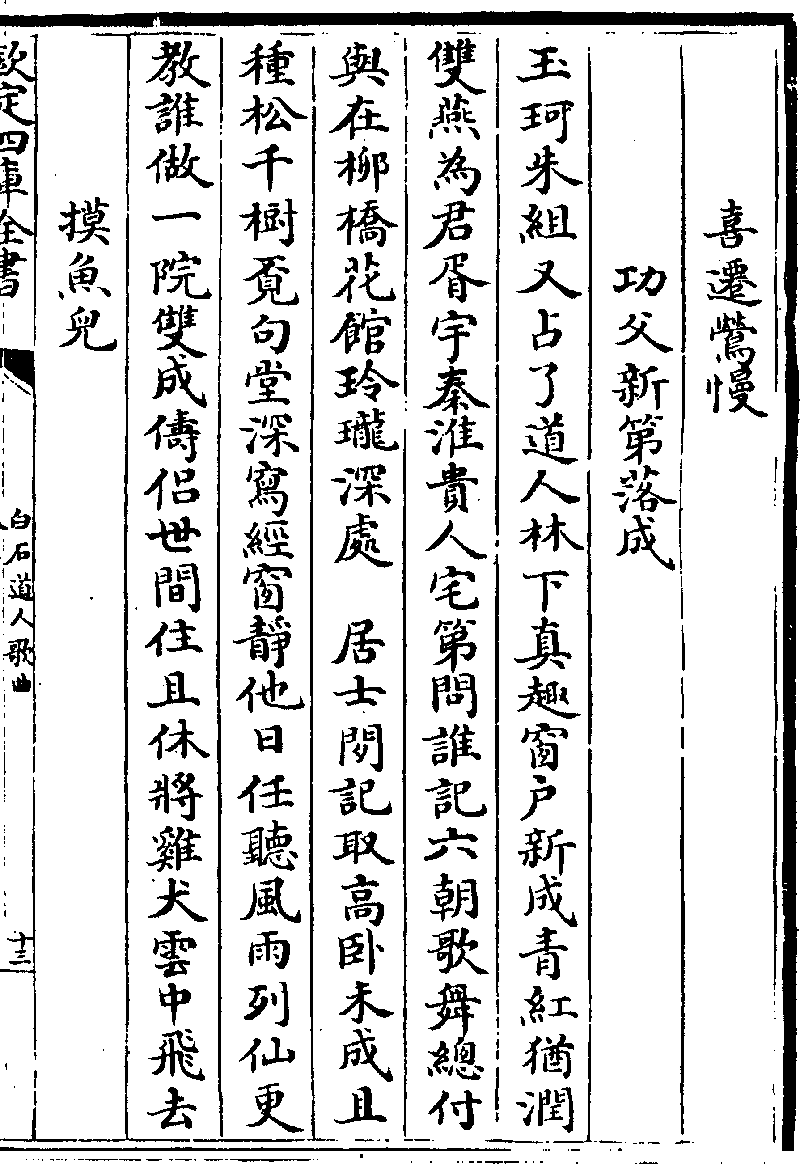 喜遷鶯慢
功父新第落成
玉珂朱組又占了道人林下真趣窗户新成青紅猶潤
雙燕為君胥宇秦淮貴人宅第問誰記六朝歌舞總付
與在柳橋花館玲瓏深處　居士閒記取高卧未成且
種松千樹覔句堂深寫經窗靜他日任聽風雨列仙更
教誰做一院雙成儔侣世間住且休將雞犬雲中飛去
摸魚兒
欽定四庫全書
白石道人歌曲
十三